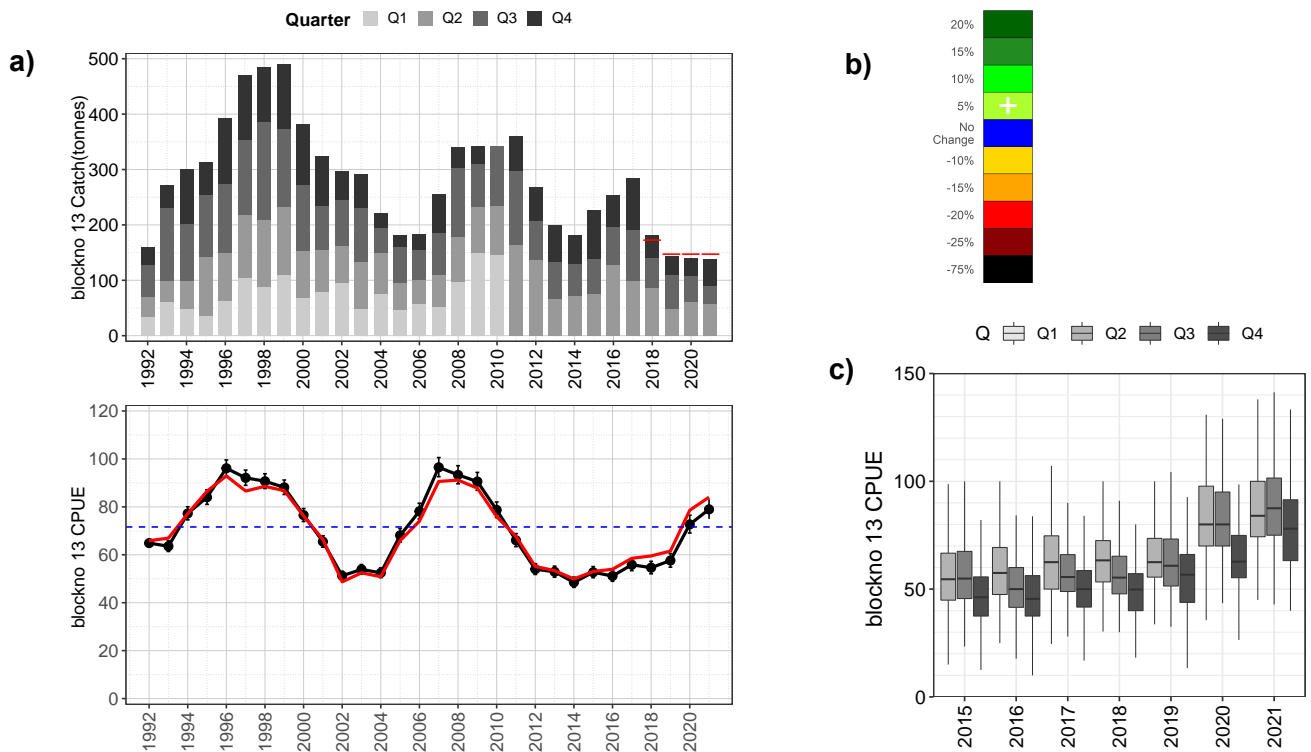 Quarter Q1 Q2 Q3 Q4
a)
blockno 13 Catch(tonnes)
500
400
300
200
100
0
1992 1994 1996 1998 2000 2002 2004 2006 2008 2010 2012 2014 2016 2018 2020
blockno 13 CPUE
120
100
80
60
40
20
0
1992 1994 1996 1998 2000 2002 2004 2006 2008 2010 2012 2014 2016 2018 2020
b)
20%
15%
10%
5%
No
Change
-10%
-15%
-20%
-25%
-75%
Q Q1 Q2 Q3 Q4
c)
blockno 13 CPUE
150
100
50
0
2015 2016 2017 2018 2019 2020 2021